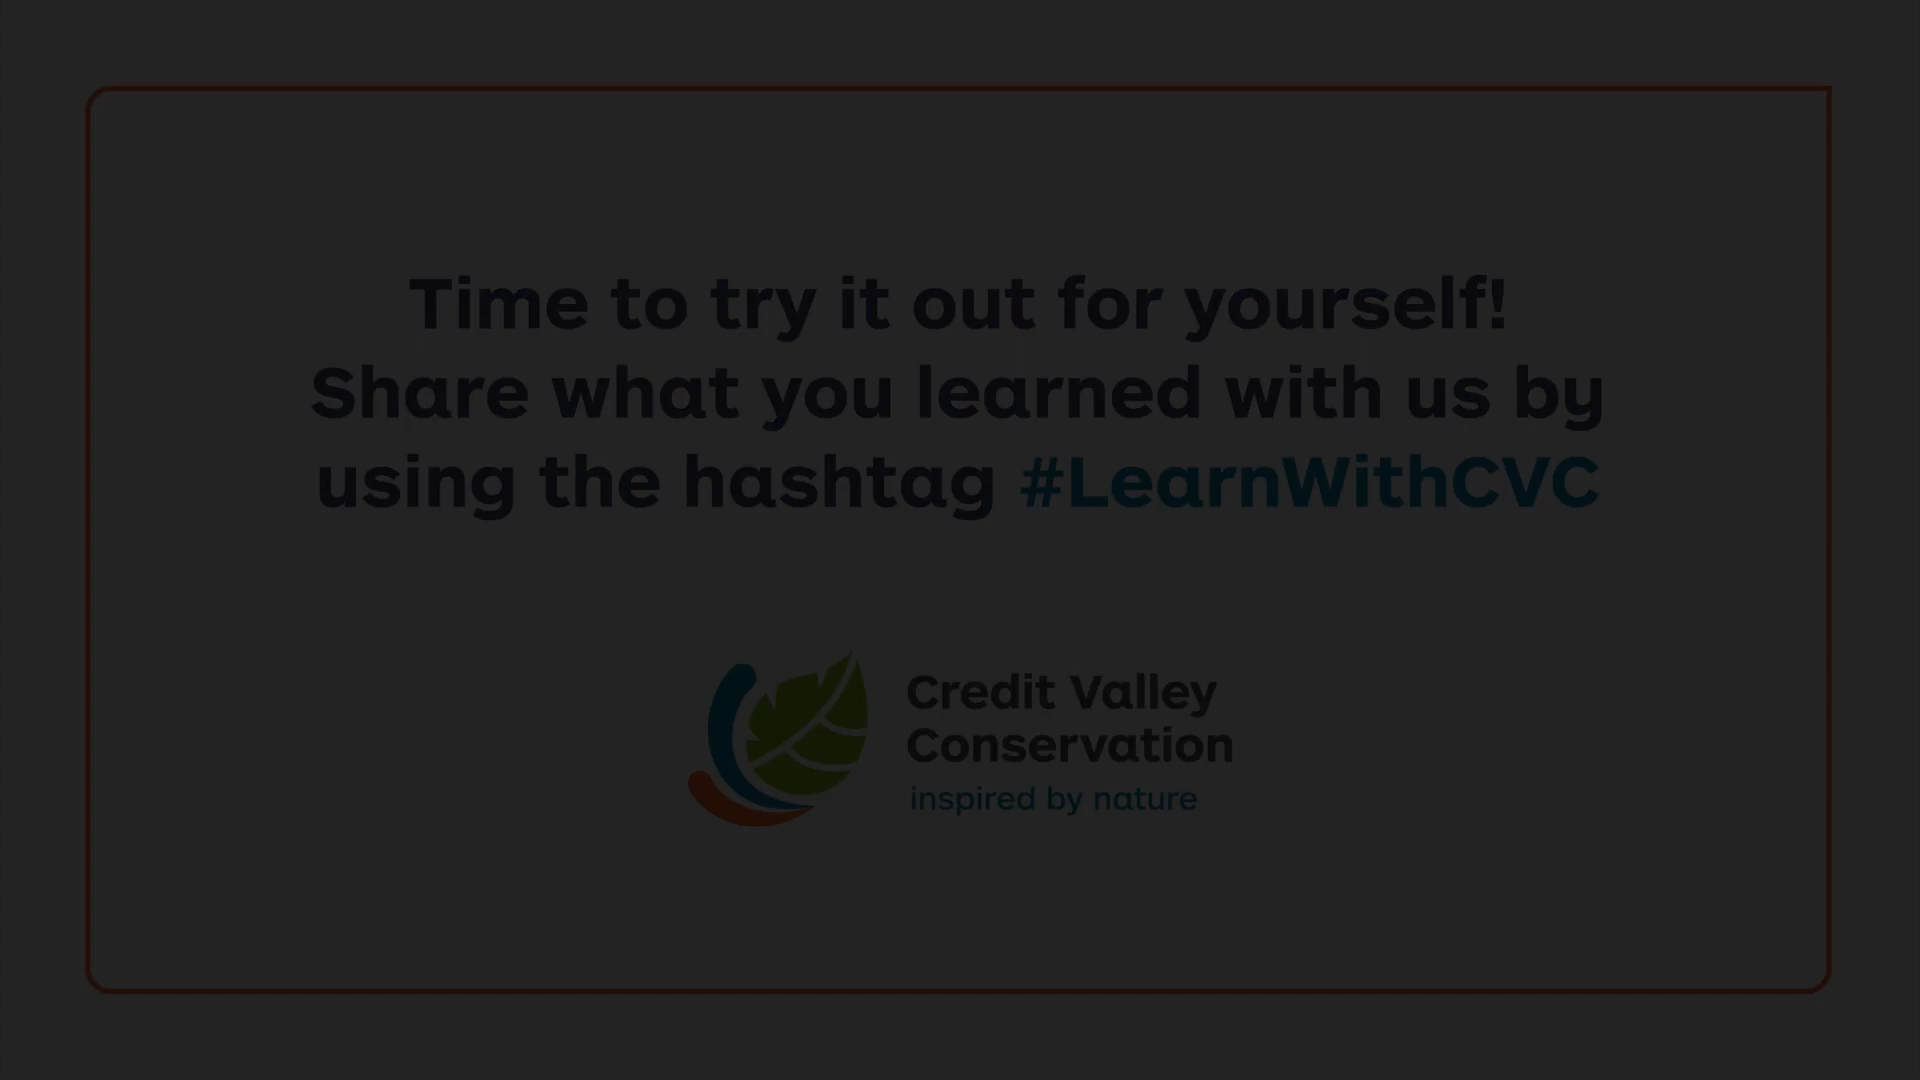 Time to try it out for yourself!
Share what you learned with us by
using the hashtag #LearnWithCVC
Credit Valley
Conservation
inspired by nature